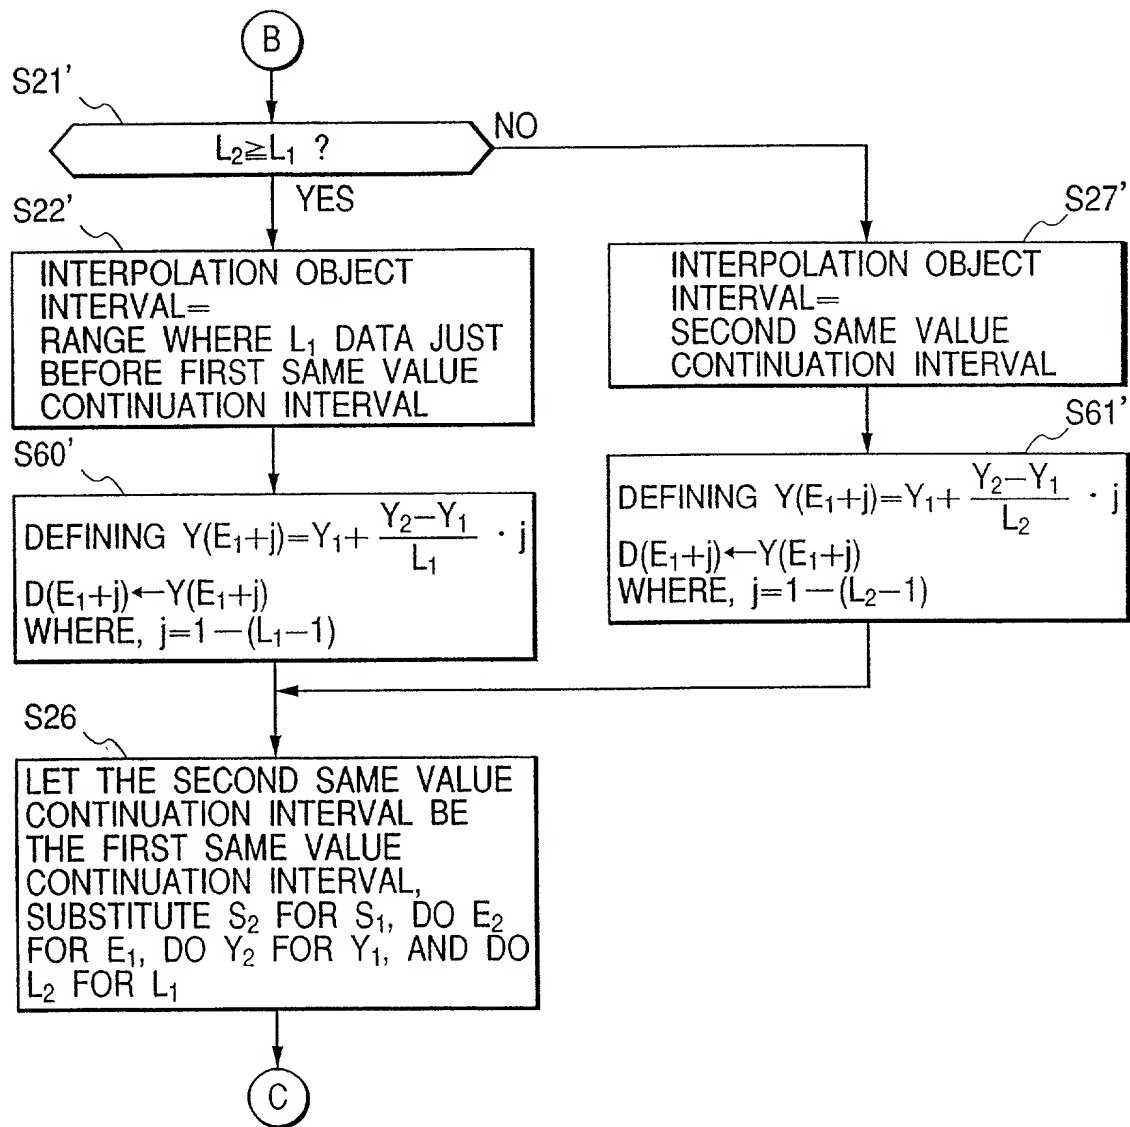 B
S21'
L₂≧L₁ ?
NO
YES
S22'
INTERPOLATION OBJECT
INTERVAL=
RANGE WHERE L₁ DATA JUST
BEFORE FIRST SAME VALUE
CONTINUATION INTERVAL
S27'
INTERPOLATION OBJECT
INTERVAL=
SECOND SAME VALUE
CONTINUATION INTERVAL
S60'
DEFINING Y(E₁+j)=Y₁+ Y₂−Y₁/L₁ · j
D(E₁+j)←Y(E₁+j)
WHERE, j=1—(L₁−1)
S61'
DEFINING Y(E₁+j)=Y₁+ Y₂−Y₁/L₂ · j
D(E₁+j)←Y(E₁+j)
WHERE, j=1—(L₂−1)
S26
LET THE SECOND SAME VALUE
CONTINUATION INTERVAL BE
THE FIRST SAME VALUE
CONTINUATION INTERVAL,
SUBSTITUTE S₂ FOR S₁, DO E₂
FOR E₁, DO Y₂ FOR Y₁, AND DO
L₂ FOR L₁
C